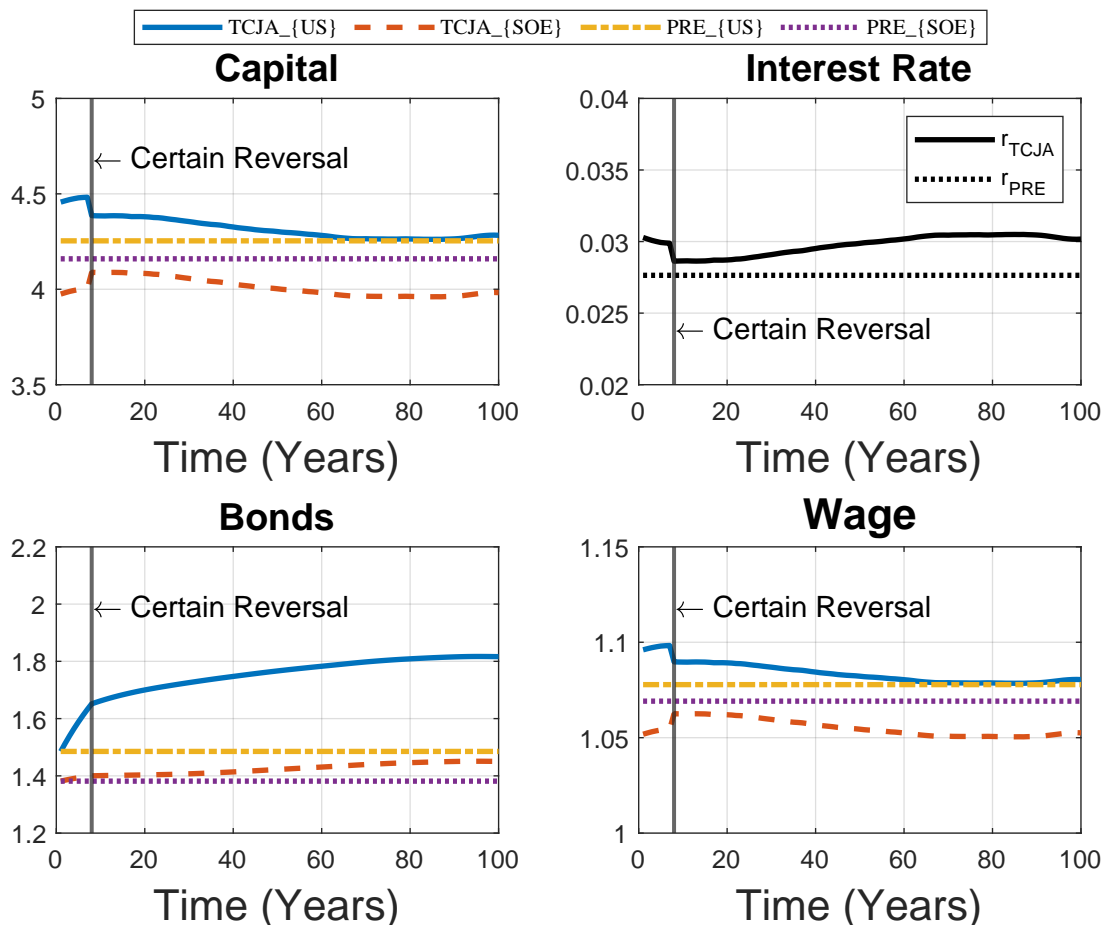 TCJA_{US} TCJA_{SOE} PRE_{US} PRE_{SOE}
Capital
5
4.5
4
3.5
← Certain Reversal
0 20 40 60 80 100
Time (Years)
Interest Rate
0.04
0.035
0.03
0.025
0.02
r_TCJA
r_PRE
← Certain Reversal
0 20 40 60 80 100
Time (Years)
Bonds
2.2
2
1.8
1.6
1.4
1.2
← Certain Reversal
0 20 40 60 80 100
Time (Years)
Wage
1.15
1.1
1.05
1
← Certain Reversal
0 20 40 60 80 100
Time (Years)